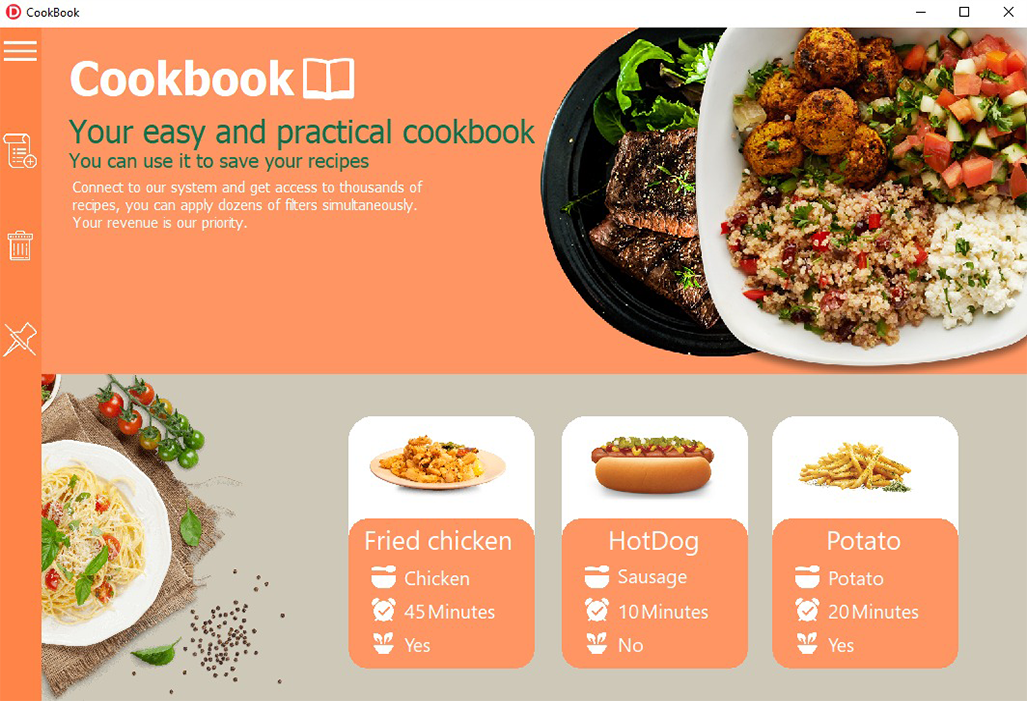 CookBook
Cookbook
Your easy and practical cookbook
You can use it to save your recipes
Connect to our system and get access to thousands of
recipes, you can apply dozens of filters simultaneously.
Your revenue is our priority.
Fried chicken
Chicken
45 Minutes
Yes
HotDog
Sausage
10 Minutes
No
Potato
Potato
20 Minutes
Yes